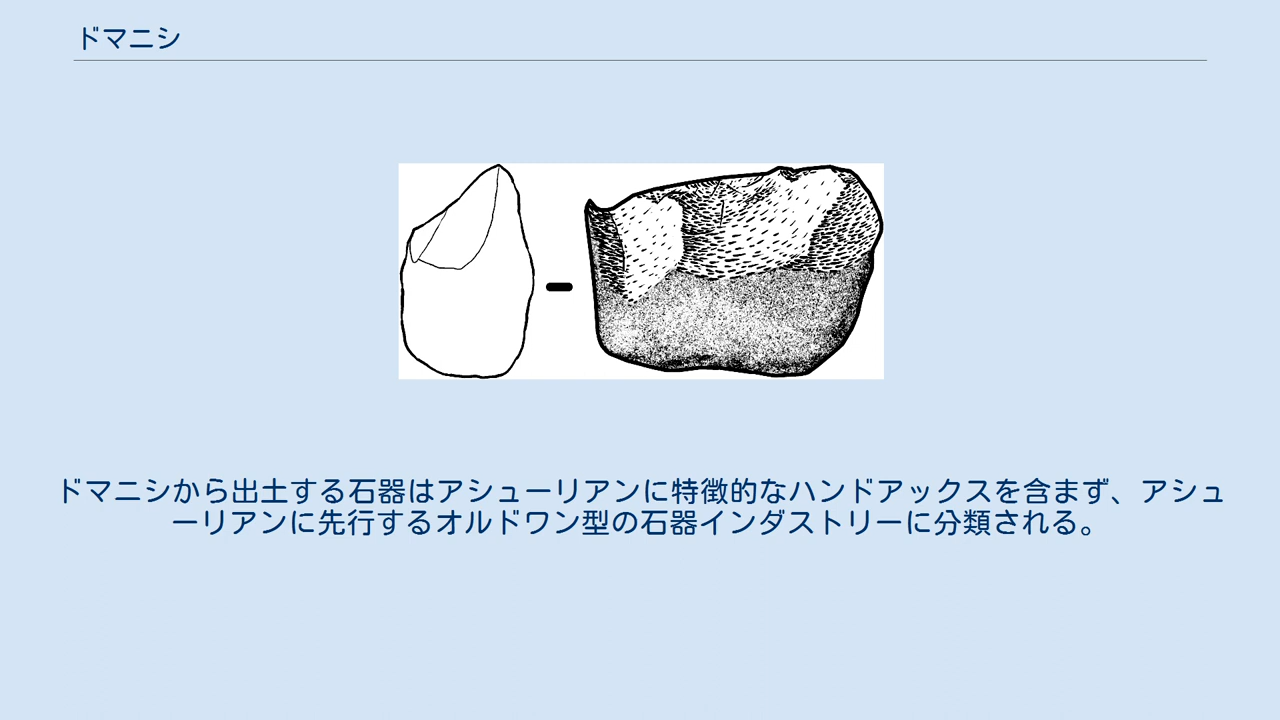 ドマニシ
ドマニシから出土する石器はアシューリアンに特徴的なハンドアックスを含まず、アシュ
ーリアンに先行するオルドワン型の石器インダストリーに分類される。